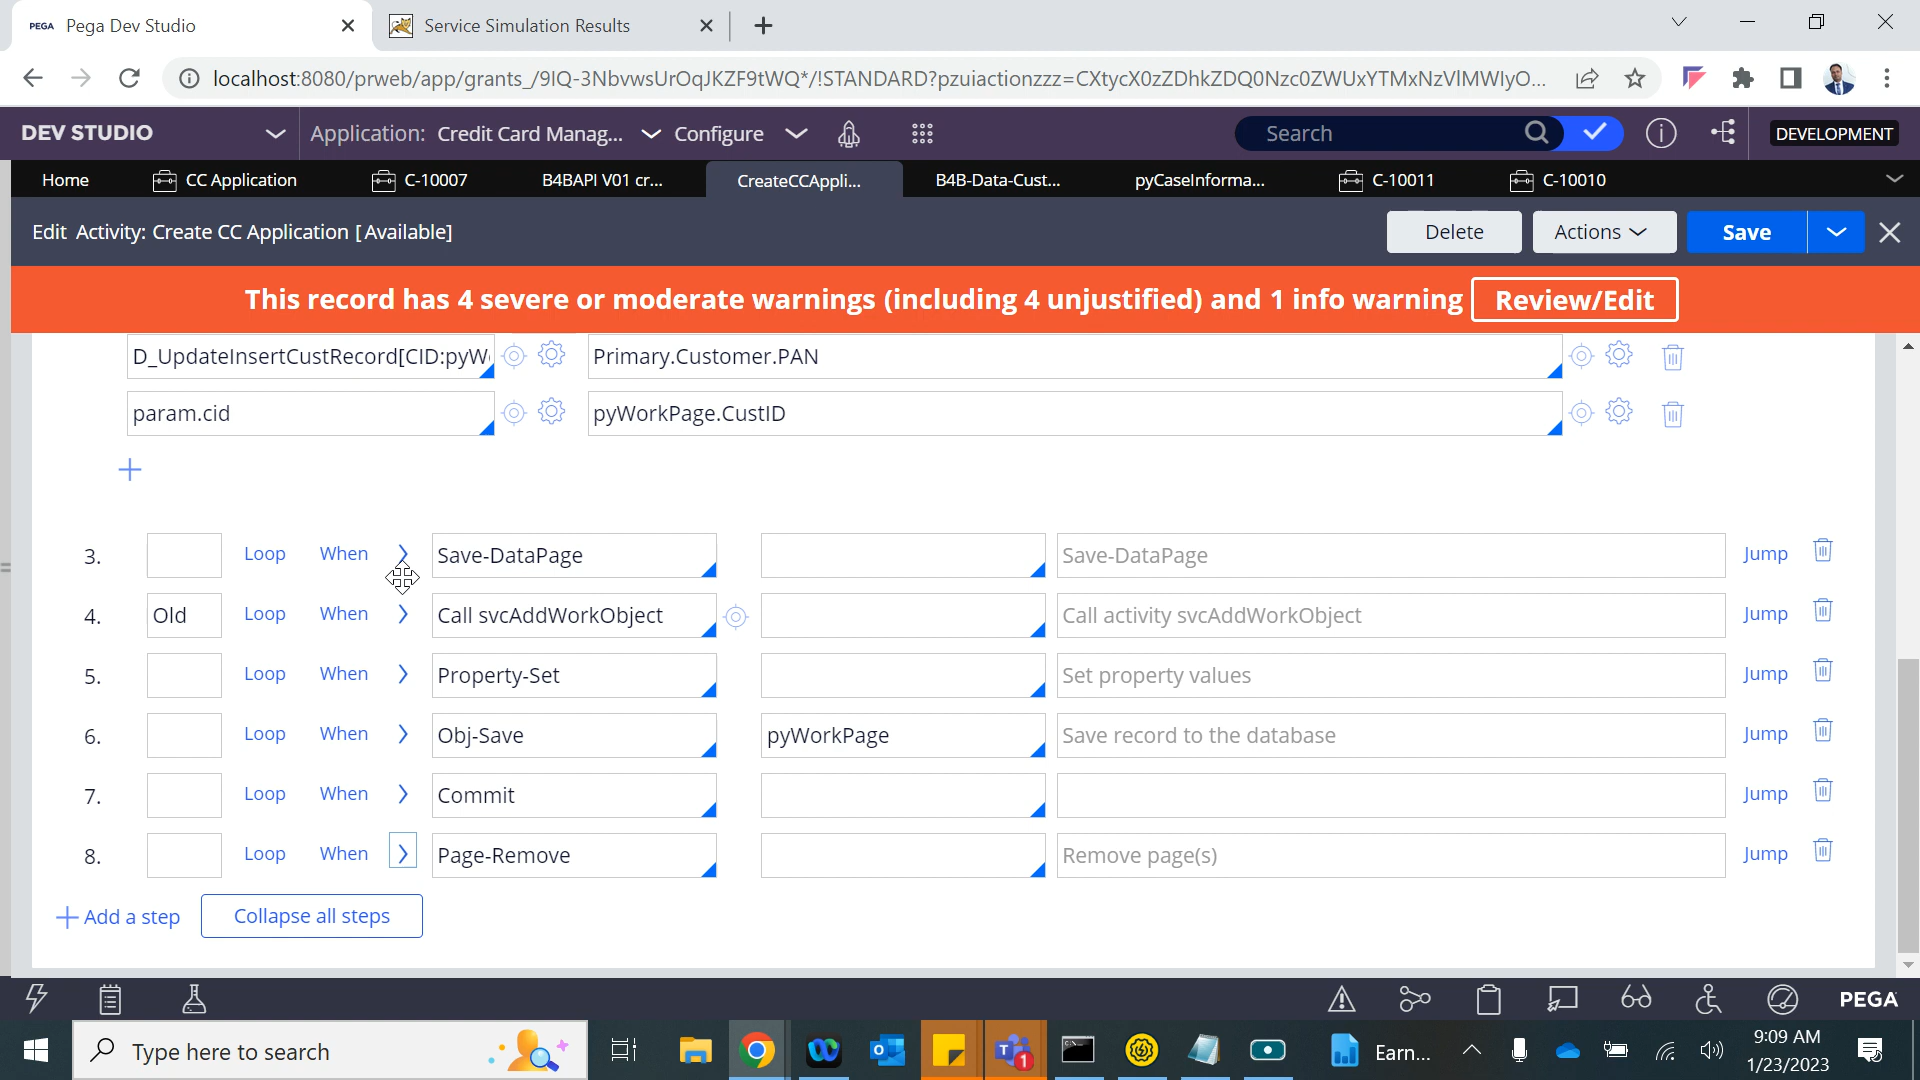 PEGA Pega Dev Studio
Service Simulation Results
localhost:8080/prweb/app/grants_/9IQ-3NbvwsUrOqJKZF9tWQ*/!STANDARD?pzuiactionzzz=CXtycX0zZDhkZDQ0Nzc0ZWUxYTMxNzVlMWIyO...
DEV STUDIO
Application: Credit Card Manag...
Configure
Search
DEVELOPMENT
Home
CC Application
C-10007
B4BAPI V01 cr...
CreateCCAppli...
B4B-Data-Cust...
pyCaseInforma...
C-10011
C-10010
Edit Activity: Create CC Application [Available]
Delete
Actions
Save
This record has 4 severe or moderate warnings (including 4 unjustified) and 1 info warning
Review/Edit
D_UpdateInsertCustRecord[CID:pyW
Primary.Customer.PAN
param.cid
pyWorkPage.CustID
3. Loop When Save-DataPage Save-DataPage Jump
4. Old Loop When Call svcAddWorkObject Call activity svcAddWorkObject Jump
5. Loop When Property-Set Set property values Jump
6. Loop When Obj-Save pyWorkPage Save record to the database Jump
7. Loop When Commit Jump
8. Loop When Page-Remove Remove page(s) Jump
Add a step
Collapse all steps
PEGA
Type here to search
1
Earn...
9:09 AM
1/23/2023